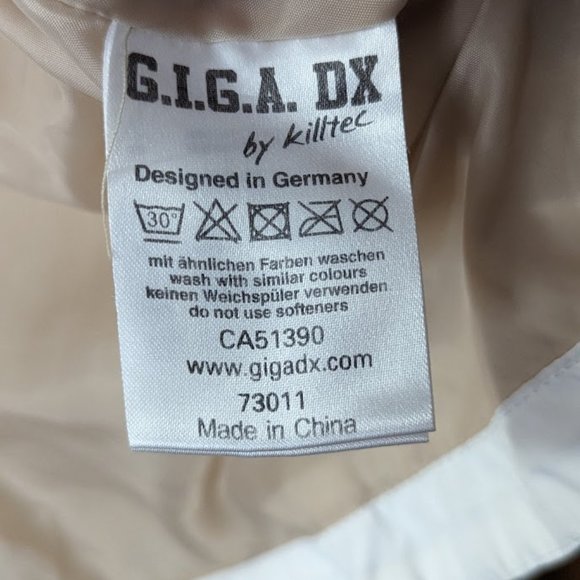 G.I.G.A. DX
by killtec
Designed in Germany
30°
mit ähnlichen Farben waschen
wash with similar colours
keinen Weichspüler verwenden
do not use softeners
CA51390
www.gigadx.com
73011
Made in China